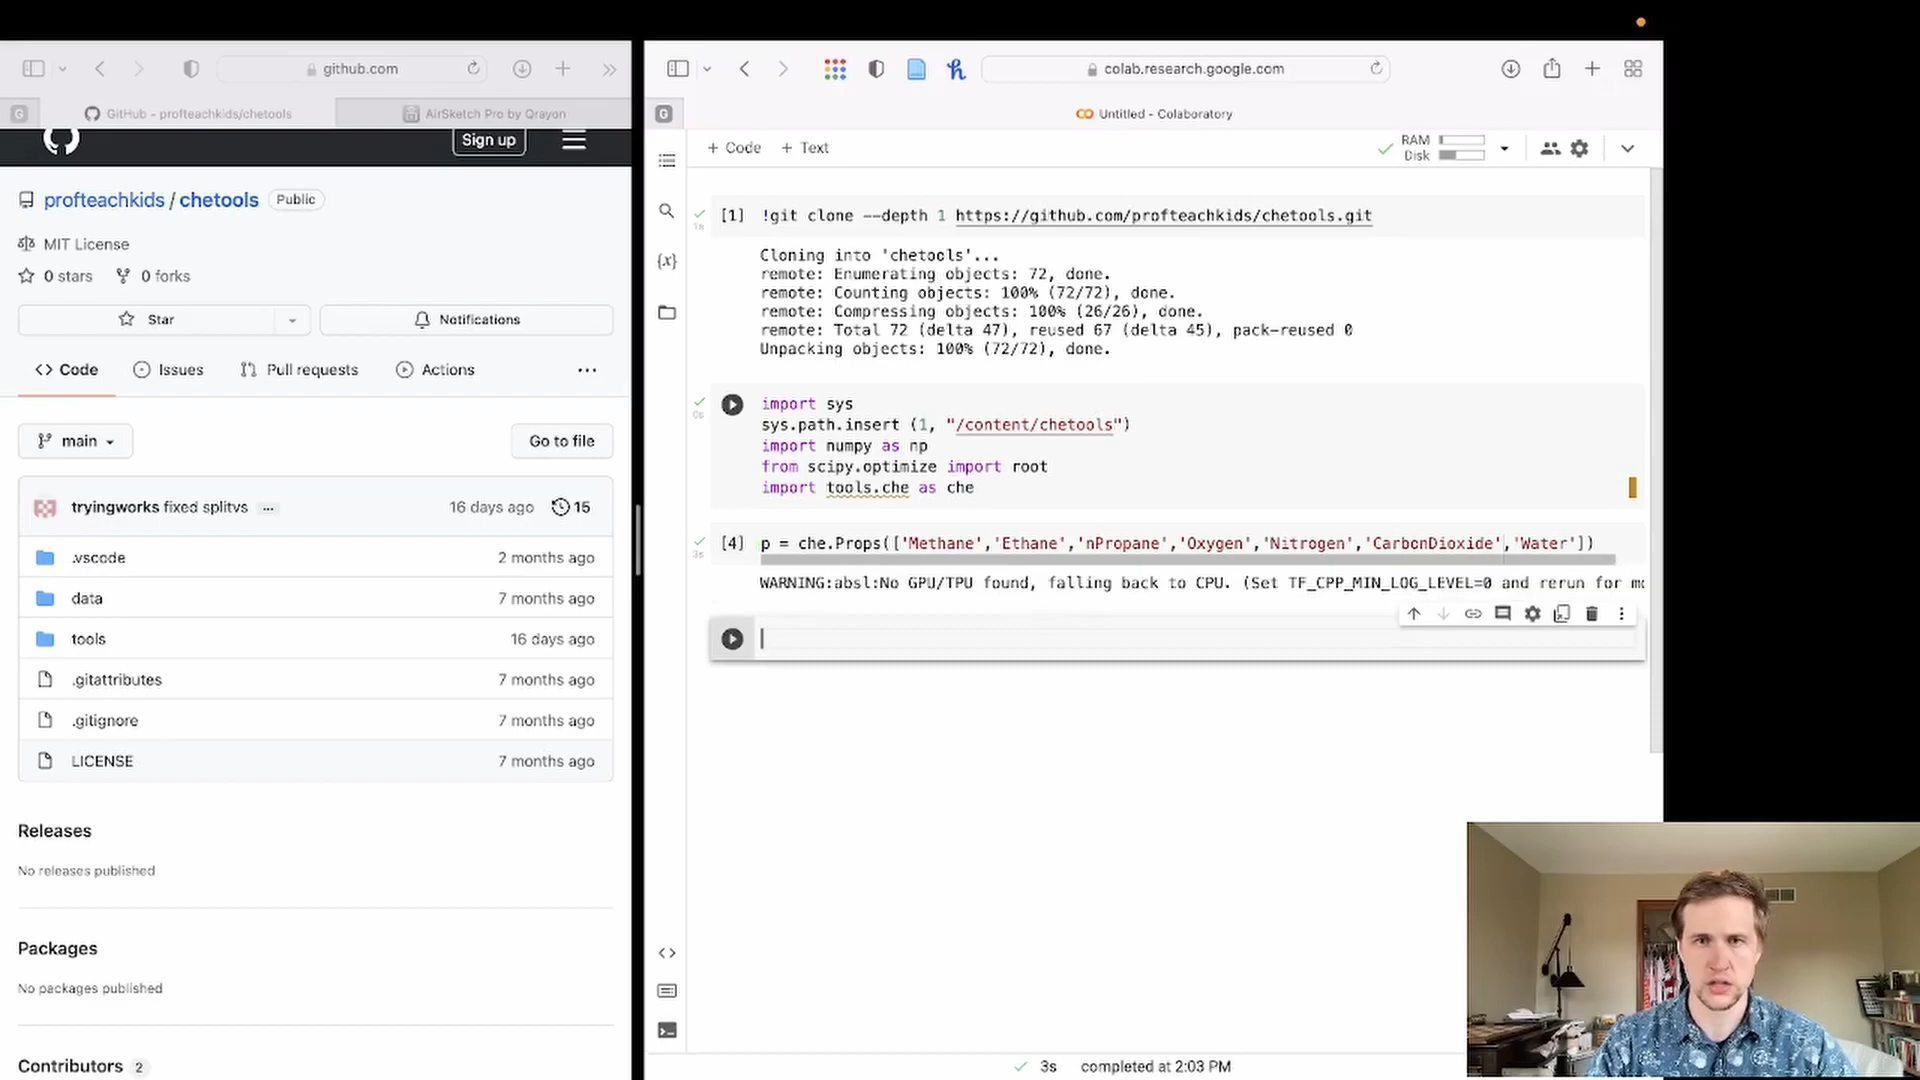 github.com
GitHub - profteachkids/chetools
AirSketch Pro by Qrayon
Sign up
profteachkids / chetools Public
MIT License
0 stars 0 forks
Star
Notifications
Code
Issues
Pull requests
Actions
main
Go to file
tryingworks fixed splitvs ... 16 days ago 15
.vscode 2 months ago
data 7 months ago
tools 16 days ago
.gitattributes 7 months ago
.gitignore 7 months ago
LICENSE 7 months ago
Releases
No releases published
Packages
No packages published
Contributors 2
colab.research.google.com
G
Untitled - Colaboratory
+ Code + Text
RAM
Disk
{x}
[1] !git clone --depth 1 https://github.com/profteachkids/chetools.git
1s
Cloning into 'chetools'...
remote: Enumerating objects: 72, done.
remote: Counting objects: 100% (72/72), done.
remote: Compressing objects: 100% (26/26), done.
remote: Total 72 (delta 47), reused 67 (delta 45), pack-reused 0
Unpacking objects: 100% (72/72), done.
0s
import sys
sys.path.insert (1, "/content/chetools")
import numpy as np
from scipy.optimize import root
import tools.che as che
[4] p = che.Props(['Methane','Ethane','nPropane','Oxygen','Nitrogen','CarbonDioxide','Water'])
3s
WARNING:absl:No GPU/TPU found, falling back to CPU. (Set TF_CPP_MIN_LOG_LEVEL=0 and rerun for mo
3s completed at 2:03 PM